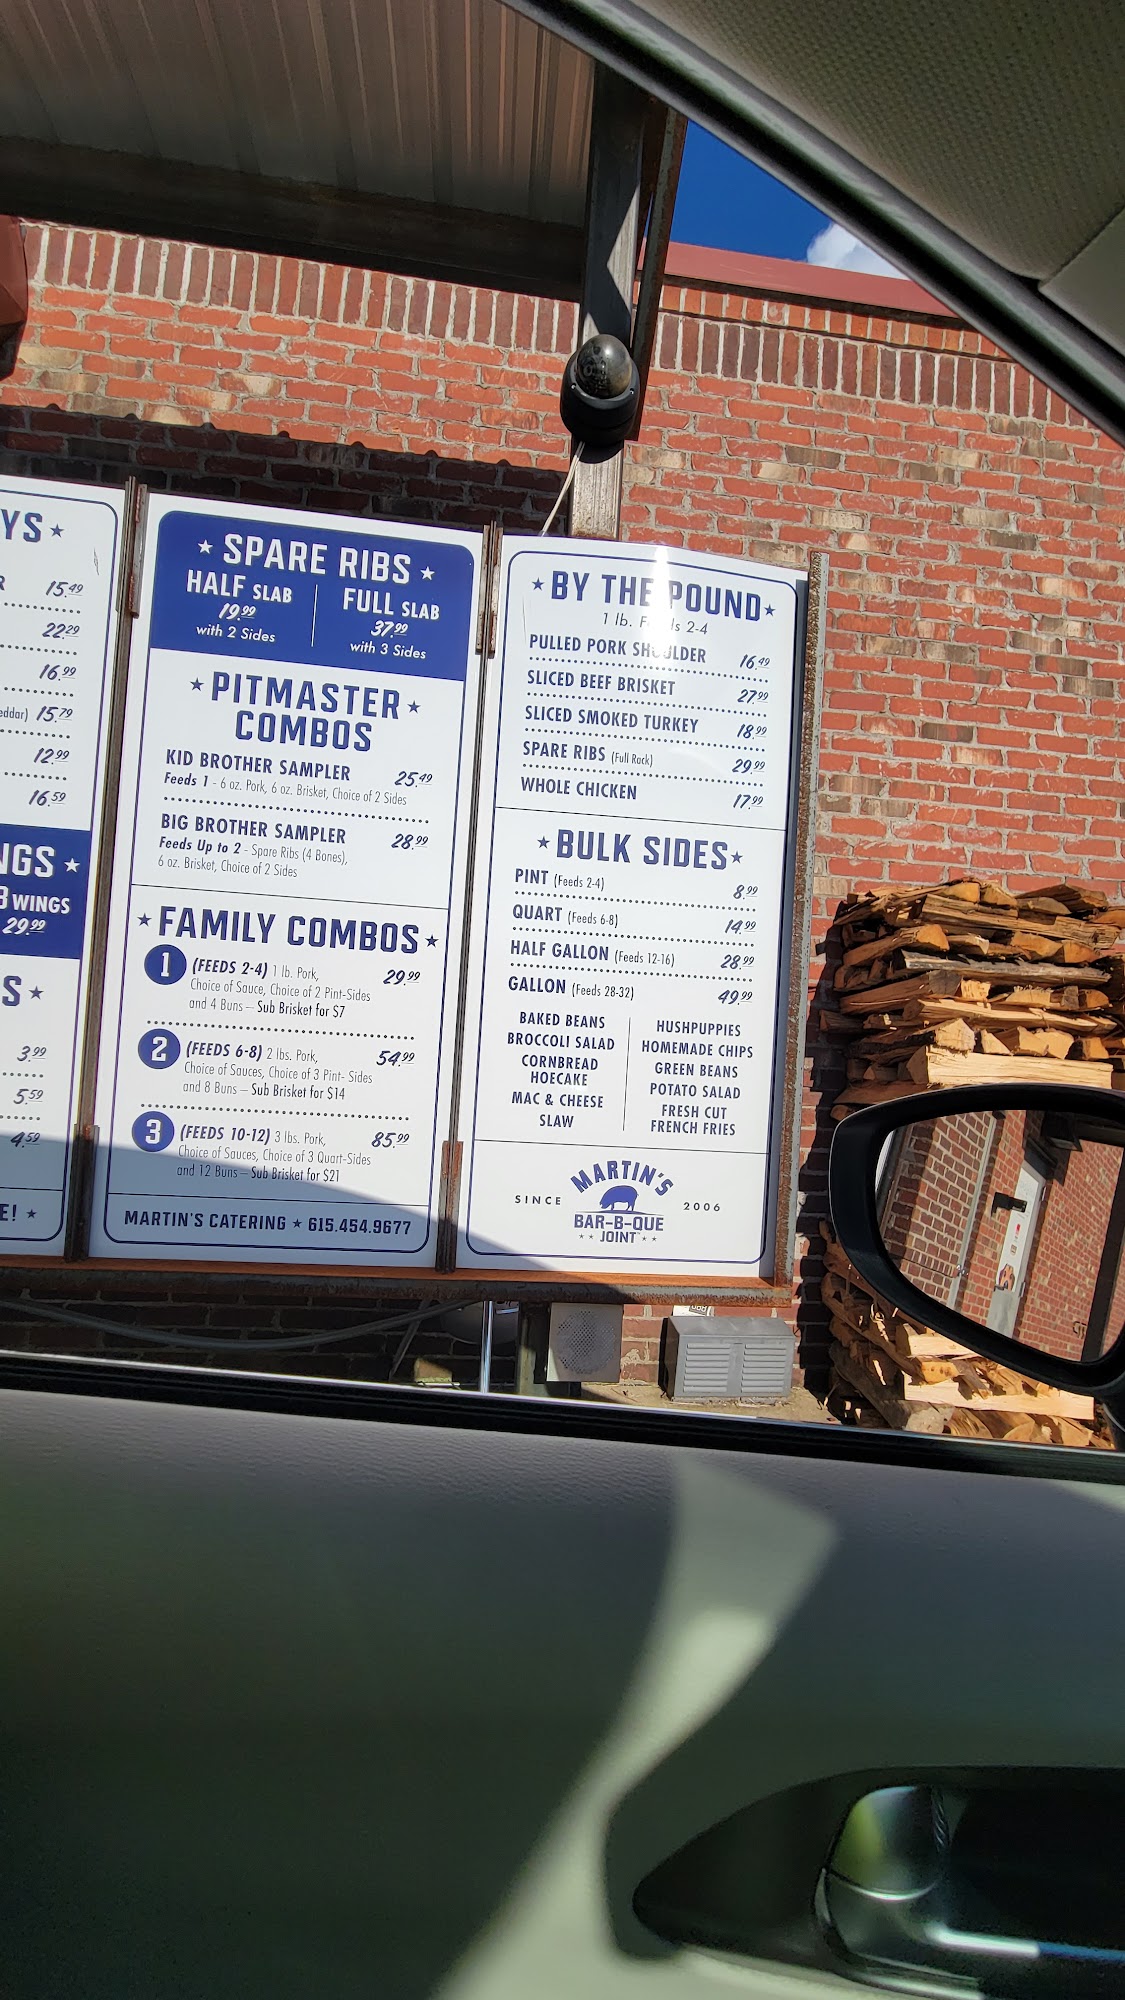 YS ★
15.49
22.29
16.99
eddar) 15.79
12.99
16.59
NGS ★
WINGS
29.99
S ★
3.99
5.59
4.59
E! ★
★ SPARE RIBS ★
HALF SLAB
19.99
with 2 Sides
FULL SLAB
37.99
with 3 Sides
★ PITMASTER ★
COMBOS
KID BROTHER SAMPLER 25.49
Feeds 1 - 6 oz. Pork, 6 oz. Brisket, Choice of 2 Sides
BIG BROTHER SAMPLER 28.99
Feeds Up to 2 - Spare Ribs (4 Bones),
6 oz. Brisket, Choice of 2 Sides
★ FAMILY COMBOS ★
1 (FEEDS 2-4) 1 lb. Pork, 29.99
Choice of Sauce, Choice of 2 Pint-Sides
and 4 Buns – Sub Brisket for $7
2 (FEEDS 6-8) 2 lbs. Pork, 54.99
Choice of Sauces, Choice of 3 Pint- Sides
and 8 Buns – Sub Brisket for $14
3 (FEEDS 10-12) 3 lbs. Pork, 85.99
Choice of Sauces, Choice of 3 Quart-Sides
and 12 Buns – Sub Brisket for $21
MARTIN'S CATERING ★ 615.454.9677
★ BY THE POUND ★
1 lb. F ds 2-4
PULLED PORK SHOULDER 16.49
SLICED BEEF BRISKET 27.99
SLICED SMOKED TURKEY 18.99
SPARE RIBS (Full Rack) 29.99
WHOLE CHICKEN 17.99
★ BULK SIDES ★
PINT (Feeds 2-4) 8.99
QUART (Feeds 6-8) 14.99
HALF GALLON (Feeds 12-16) 28.99
GALLON (Feeds 28-32) 49.99
BAKED BEANS
BROCCOLI SALAD
CORNBREAD
HOECAKE
MAC & CHEESE
SLAW
HUSHPUPPIES
HOMEMADE CHIPS
GREEN BEANS
POTATO SALAD
FRESH CUT
FRENCH FRIES
MARTIN'S
SINCE 2006
BAR-B-QUE
★ ★ JOINT™ ★ ★